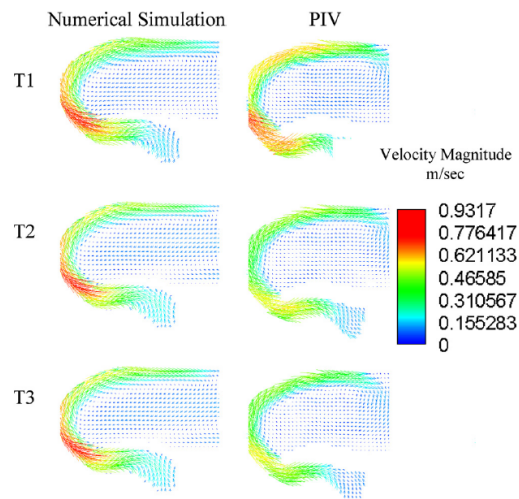 Numerical Simulation PIV
T1
Velocity Magnitude
m/sec
T2
0.9317
0.776417
0.621133
0.46585
0.310567
0.155283
0
T3